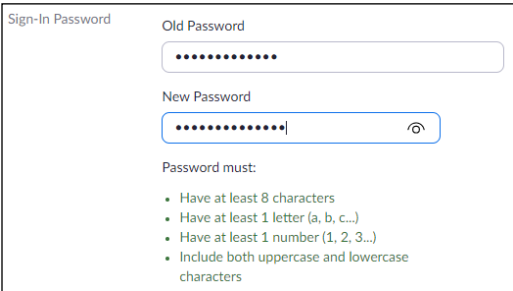 Sign-In Password
Old Password
•••••••••••••
New Password
••••••••••••••
Password must:
• Have at least 8 characters
• Have at least 1 letter (a, b, c...)
• Have at least 1 number (1, 2, 3...)
• Include both uppercase and lowercase
characters